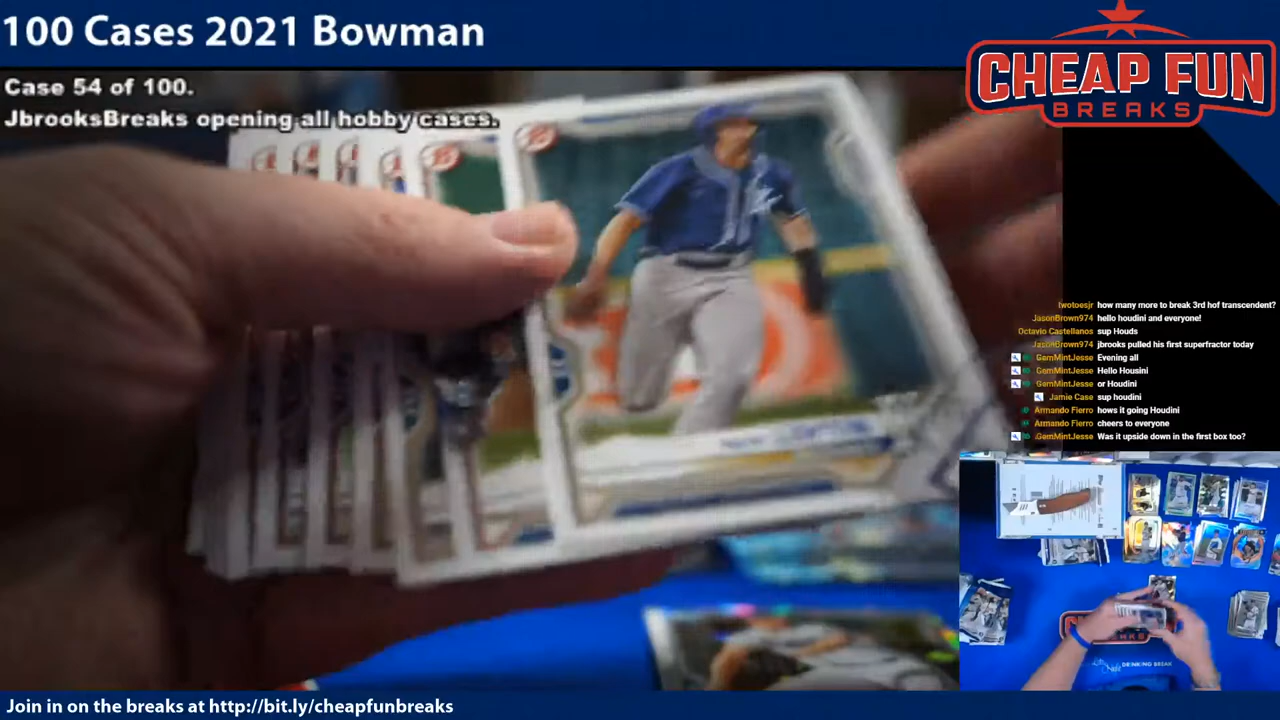 100 Cases 2021 Bowman
Case 54 of 100.
JbrooksBreaks opening all hobby cases.
CHEAP FUN
BREAKS
twotoesjr how many more to break 3rd hof transcendent?
JasonBrown974 hello houdini and everyone!
Octavio Castellanos sup Houds
JasonBrown974 jbrooks pulled his first superfractor today
GemMintJesse Evening all
GemMintJesse Hello Housini
GemMintJesse or Houdini
Jamie Case sup houdini
Armando Fierro hows it going Houdini
Armando Fierro cheers to everyone
GemMintJesse Was it upside down in the first box too?
BREAKS
DRINKING BREAK
Join in on the breaks at http://bit.ly/cheapfunbreaks